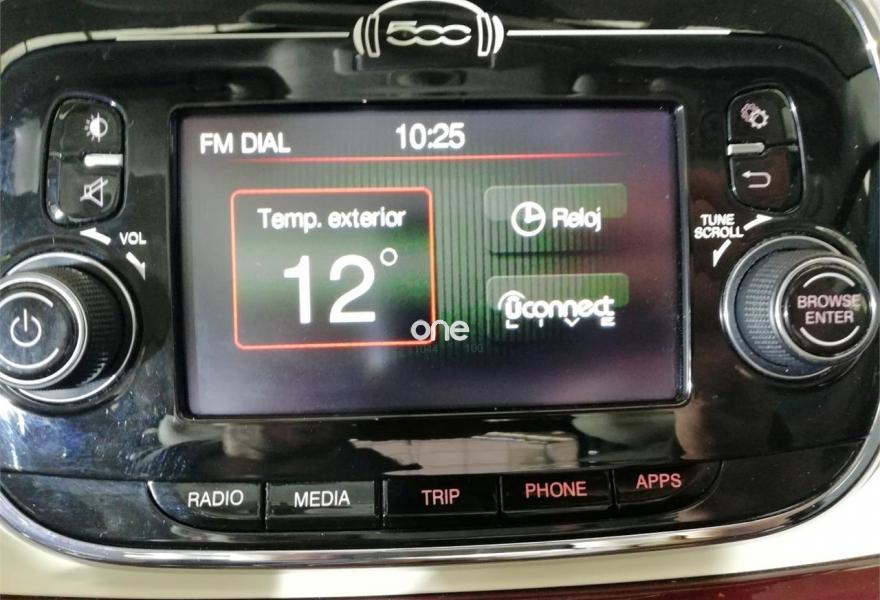 500
FM DIAL
10:25
Temp. exterior
12°
Reloj
uconnect
LIVE
one
VOL
TUNE
SCROLL
BROWSE
ENTER
RADIO
MEDIA
TRIP
PHONE
APPS